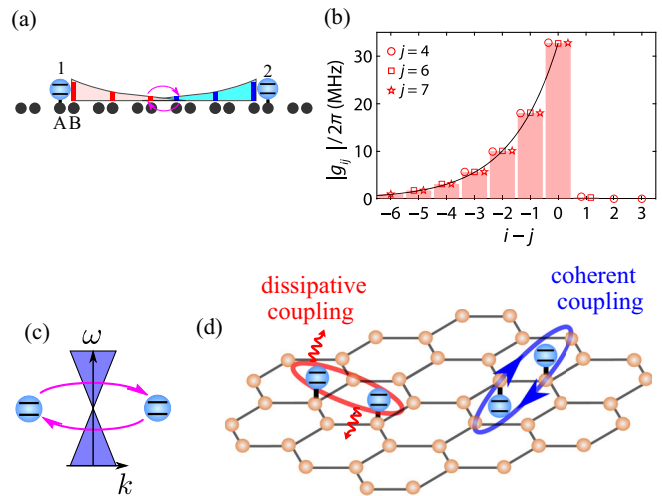 (a)
1
2
AB
(b)
|g_ij|/2π (MHz)
30
20
10
0
j = 4
j = 6
j = 7
−6 −5 −4 −3 −2 −1 0 1 2 3
i − j
(c)
ω
k
(d)
dissipative
coupling
coherent
coupling